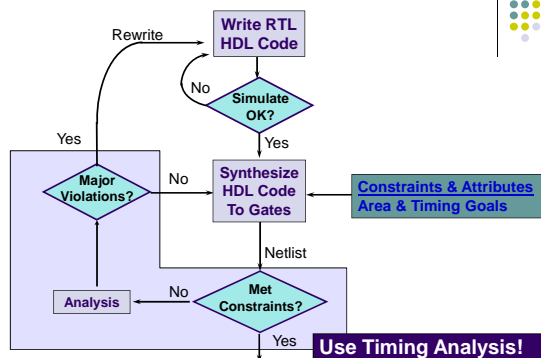 Write RTL
HDL Code
Rewrite
No
Simulate
OK?
Yes
Yes
Major
Violations?
No
Synthesize
HDL Code
To Gates
Constraints & Attributes
Area & Timing Goals
Netlist
Analysis
No
Met
Constraints?
Yes
Use Timing Analysis!